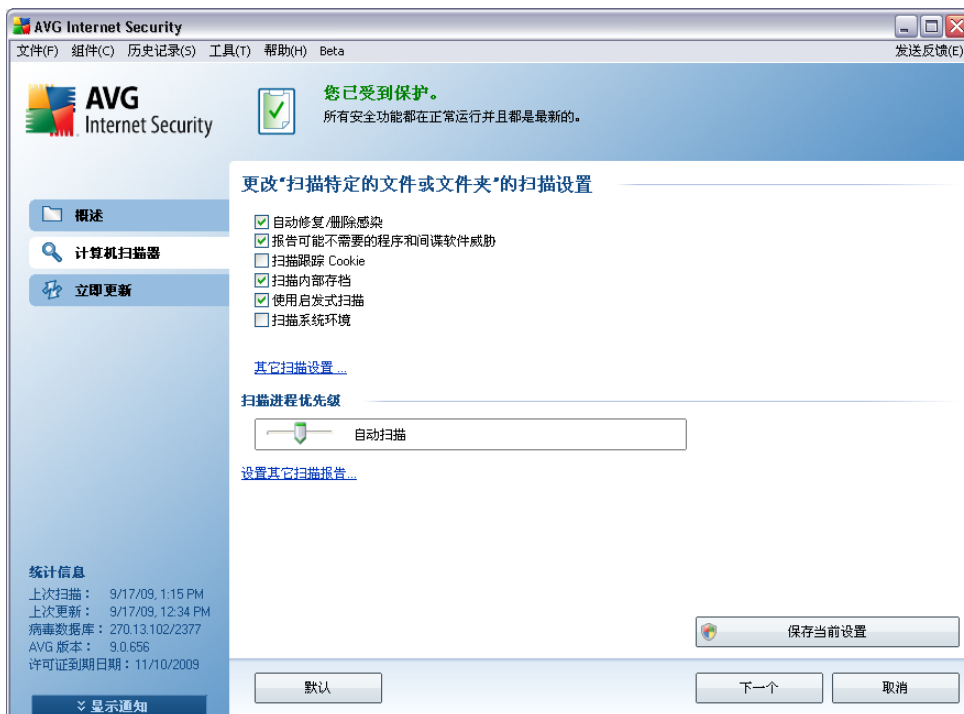 AVG Internet Security
文件(F) 组件(C) 历史记录(S) 工具(T) 帮助(H) Beta 发送反馈(E)
AVG
Internet Security
您已受到保护。
所有安全功能都在正常运行并且都是最新的。
概述
计算机扫描器
立即更新
更改“扫描特定的文件或文件夹”的扫描设置
自动修复/删除感染
报告可能不需要的程序和间谍软件威胁
扫描跟踪 Cookie
扫描内部存档
使用启发式扫描
扫描系统环境
其它扫描设置 ...
扫描进程优先级
自动扫描
设置其它扫描报告...
统计信息
上次扫描: 9/17/09, 1:15 PM
上次更新: 9/17/09, 12:34 PM
病毒数据库: 270.13.102/2377
AVG 版本: 9.0.656
许可证到期日期: 11/10/2009
显示通知
保存当前设置
默认
下一个
取消